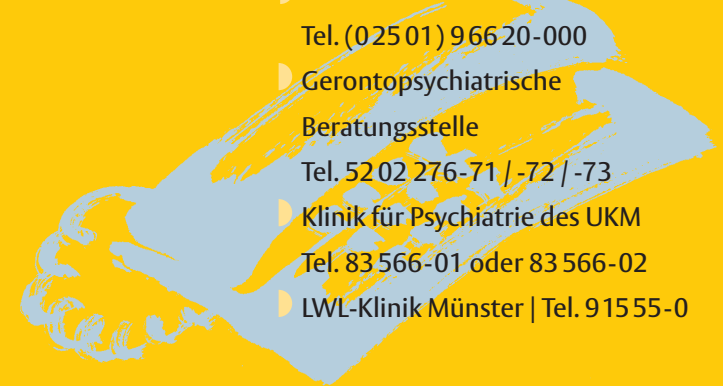 Tel. (0 25 01) 9 66 20-000
Gerontopsychiatrische
Beratungsstelle
Tel. 52 02 276-71 / -72 / -73
Klinik für Psychiatrie des UKM
Tel. 83 566-01 oder 83 566-02
LWL-Klinik Münster | Tel. 9 15 55-0